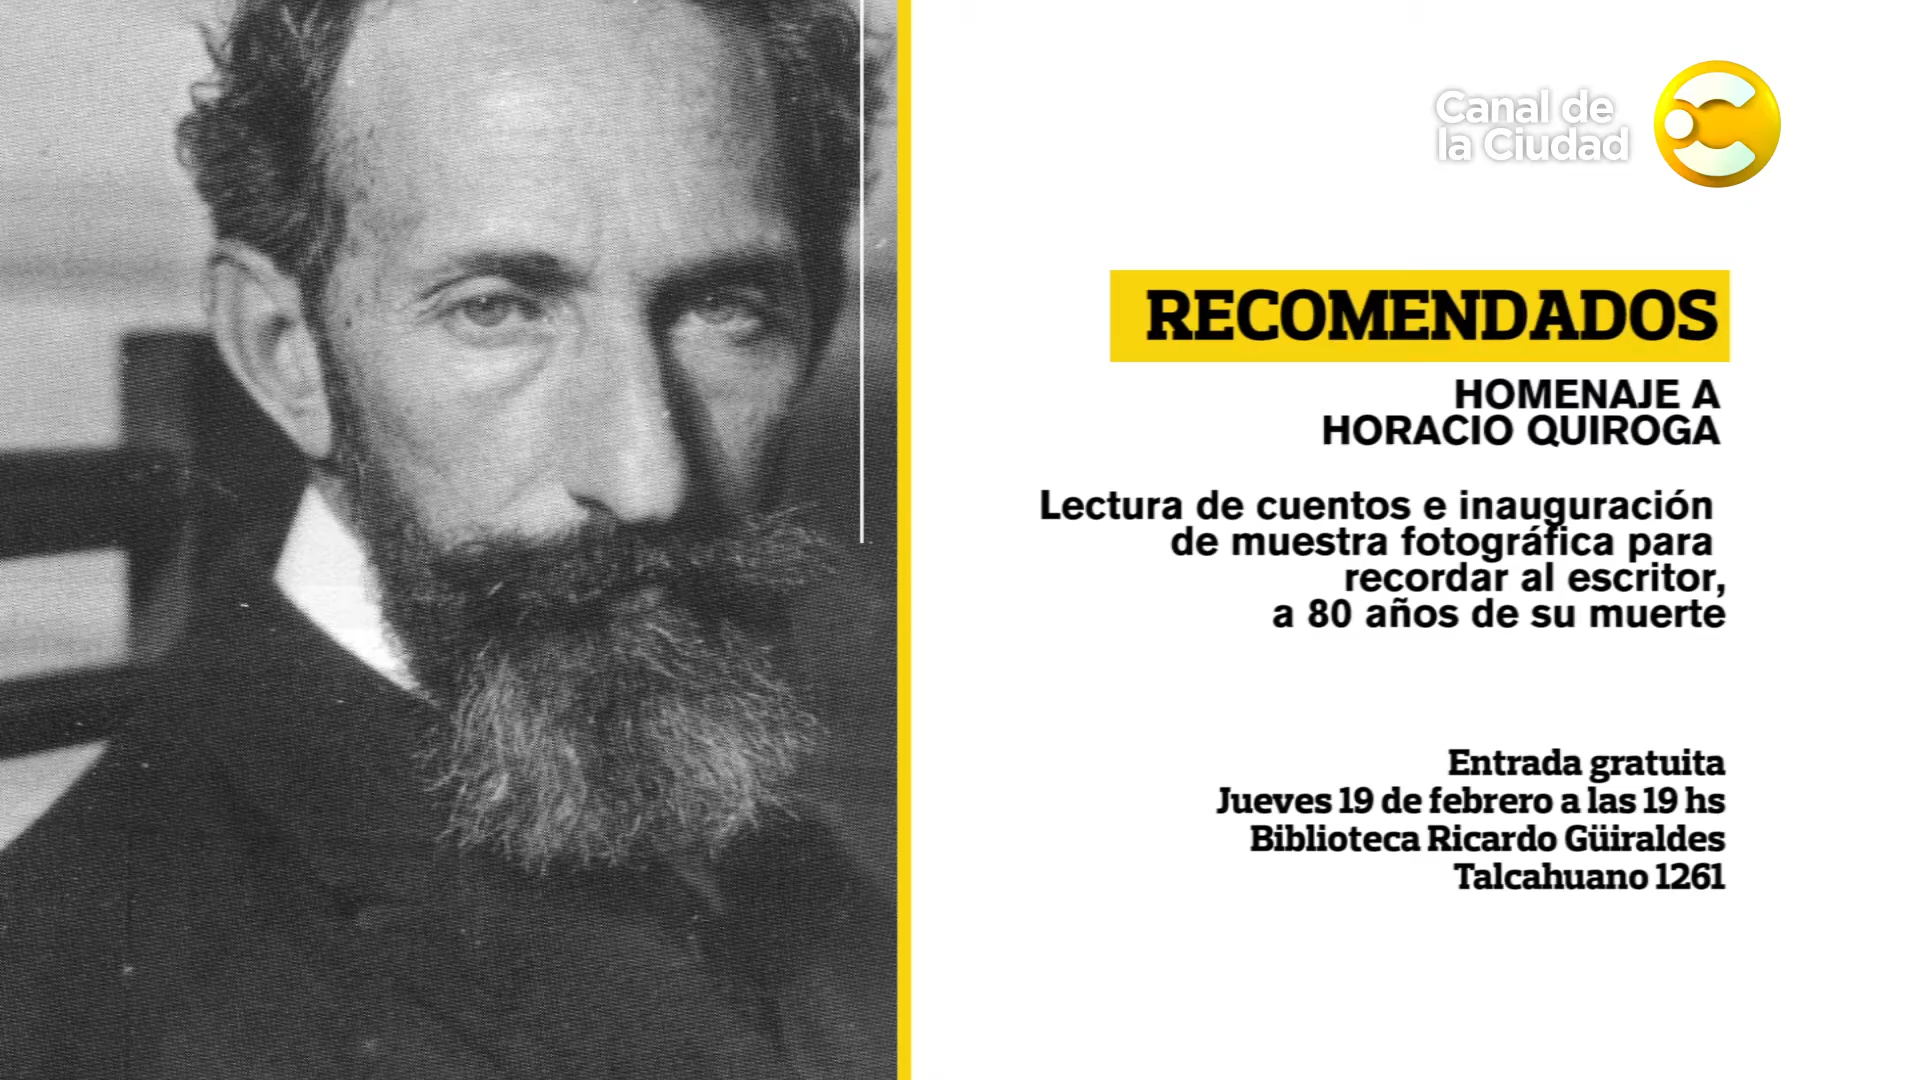 Canal de
la Ciudad
RECOMENDADOS
HOMENAJE A
HORACIO QUIROGA
Lectura de cuentos e inauguración
de muestra fotográfica para
recordar al escritor,
a 80 años de su muerte
Entrada gratuita
Jueves 19 de febrero a las 19 hs
Biblioteca Ricardo Güiraldes
Talcahuano 1261